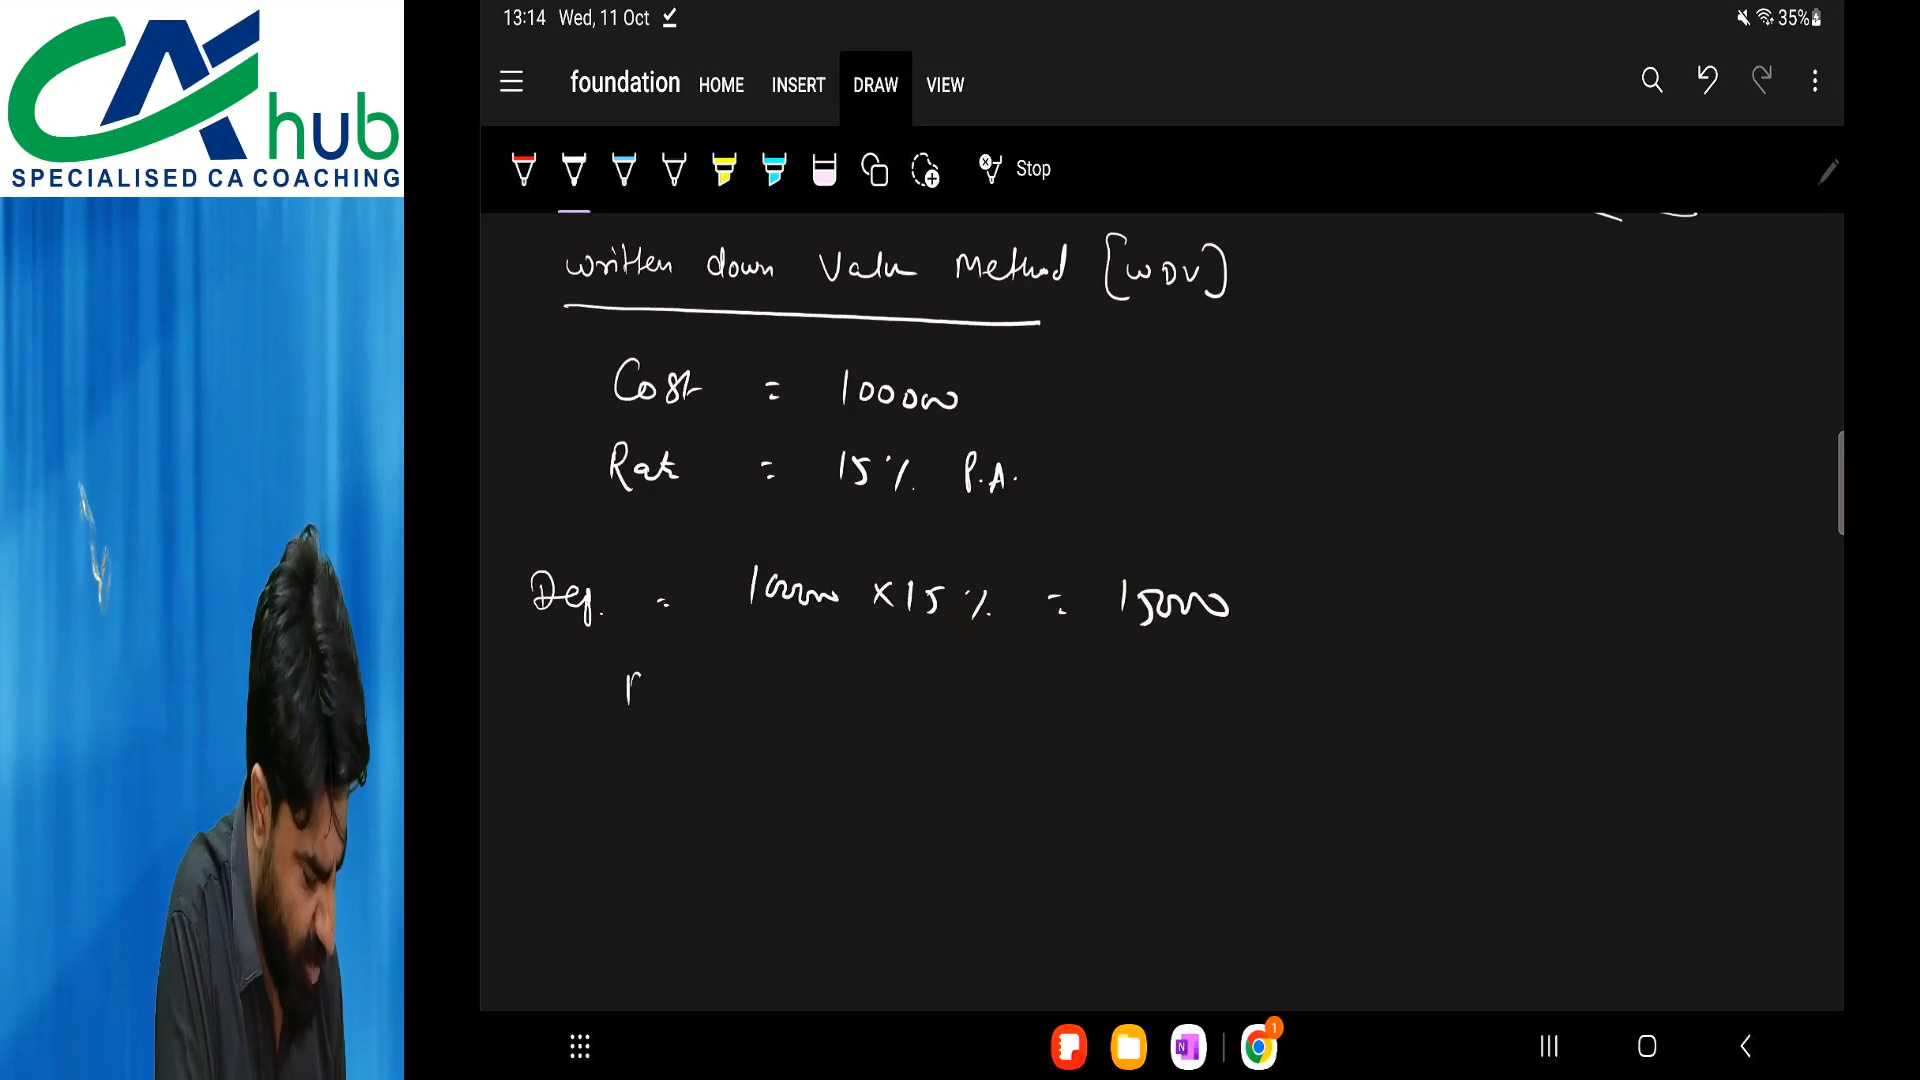 CA hub
SPECIALISED CA COACHING
13:14 Wed, 11 Oct
35%
foundation HOME INSERT DRAW VIEW
Stop
written down Value Method [WDV]
Cost = 100000
Rate = 15% P.A.
Dep. = 100000 × 15% = 15000
1